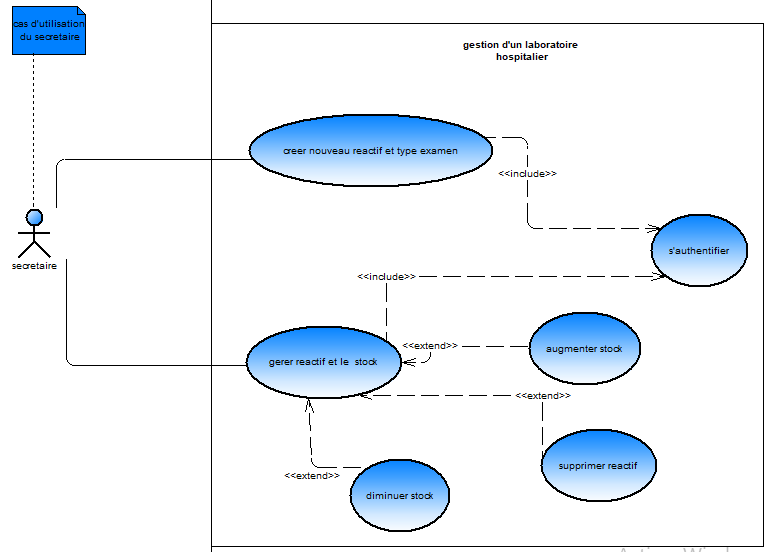 cas d'utilisation
du secretaire
gestion d'un laboratoire
hospitalier
creer nouveau reactif et type examen
<<include>>
s'authentifier
secretaire
<<include>>
<<extend>>
augmenter stock
gerer reactif et le stock
<<extend>>
supprimer reactif
<<extend>>
diminuer stock